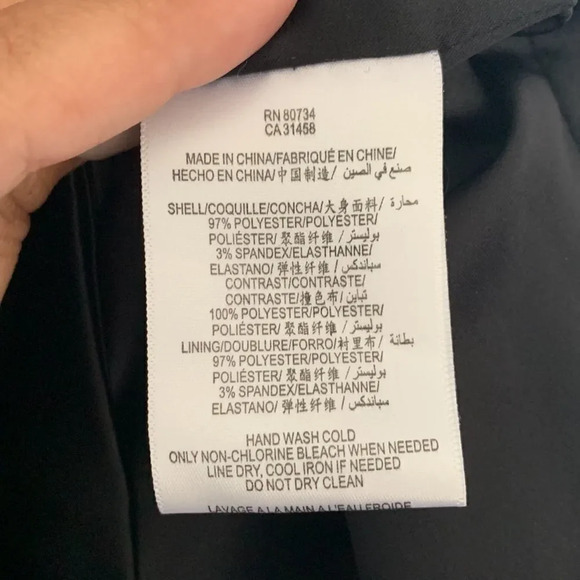 RN 80734
CA 31458
MADE IN CHINA/FABRIQUÉ EN CHINE/
HECHO EN CHINA/中国制造/ صنع في الصين
SHELL/COQUILLE/CONCHA/大身面料/ محارة
97% POLYESTER/POLYESTER/
POLIÉSTER/ 聚酯纤维 / بوليستر
3% SPANDEX/ELASTHANNE/
ELASTANO/ 弹性纤维 / سباندكس
CONTRAST/CONTRASTE/
CONTRASTE/撞色布/ تباين
100% POLYESTER/POLYESTER/
POLIÉSTER/ 聚酯纤维 / بوليستر
LINING/DOUBLURE/FORRO/衬里布/ بطانة
97% POLYESTER/POLYESTER/
POLIÉSTER/ 聚酯纤维 / بوليستر
3% SPANDEX/ELASTHANNE/
ELASTANO/ 弹性纤维 / سباندكس
HAND WASH COLD
ONLY NON-CHLORINE BLEACH WHEN NEEDED
LINE DRY, COOL IRON IF NEEDED
DO NOT DRY CLEAN
LAVAGE A LA MAIN A L'EAU FROIDE